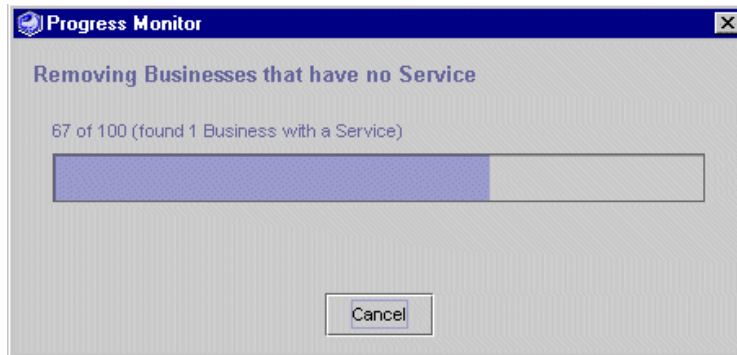 Progress Monitor
Removing Businesses that have no Service
67 of 100 (found 1 Business with a Service)
Cancel